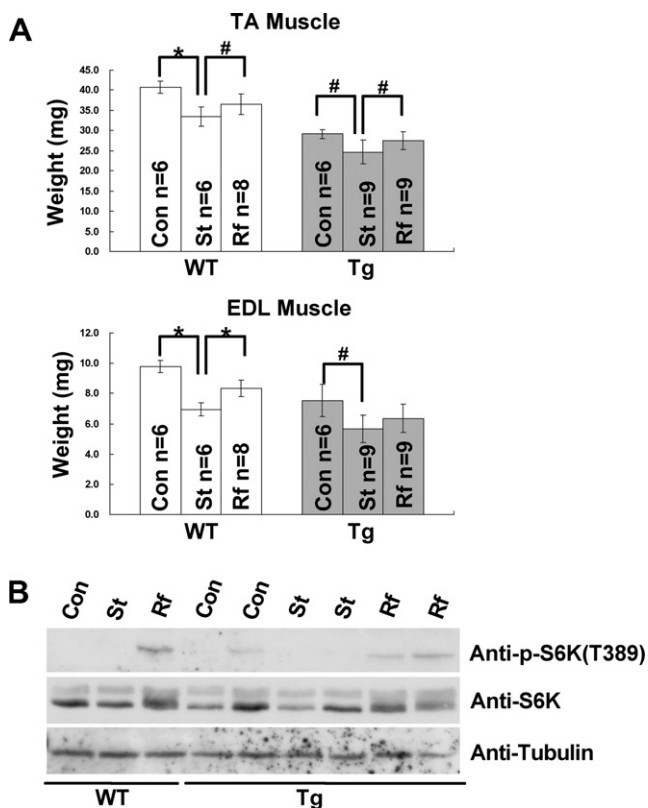 A
TA Muscle
* # # #
Weight (mg)
45.0
40.0
35.0
30.0
25.0
20.0
15.0
10.0
5.0
0.0
Con n=6
St n=6
Rf n=8
Con n=6
St n=9
Rf n=9
WT Tg
EDL Muscle
* * #
Weight (mg)
12.0
10.0
8.0
6.0
4.0
2.0
0.0
Con n=6
St n=6
Rf n=8
Con n=6
St n=9
Rf n=9
WT Tg
B
Con St Rf Con Con St St Rf Rf
Anti-p-S6K(T389)
Anti-S6K
Anti-Tubulin
WT Tg